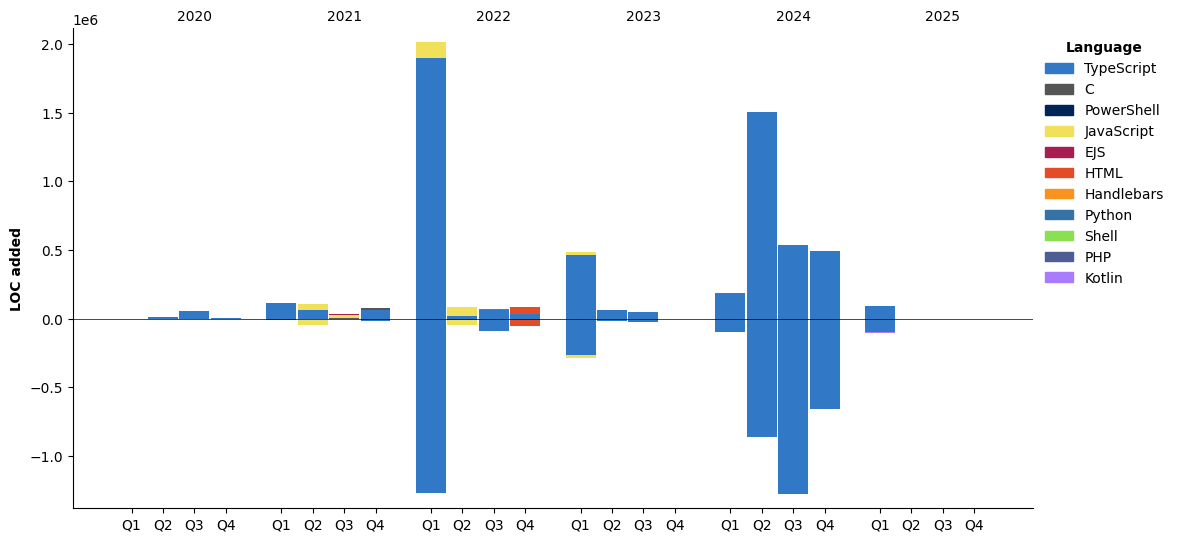 2020 2021 2022 2023 2024 2025
1e6
2.0
1.5
1.0
0.5
0.0
−0.5
−1.0
LOC added
Q1 Q2 Q3 Q4 Q1 Q2 Q3 Q4 Q1 Q2 Q3 Q4 Q1 Q2 Q3 Q4 Q1 Q2 Q3 Q4 Q1 Q2 Q3 Q4
Language
TypeScript
C
PowerShell
JavaScript
EJS
HTML
Handlebars
Python
Shell
PHP
Kotlin